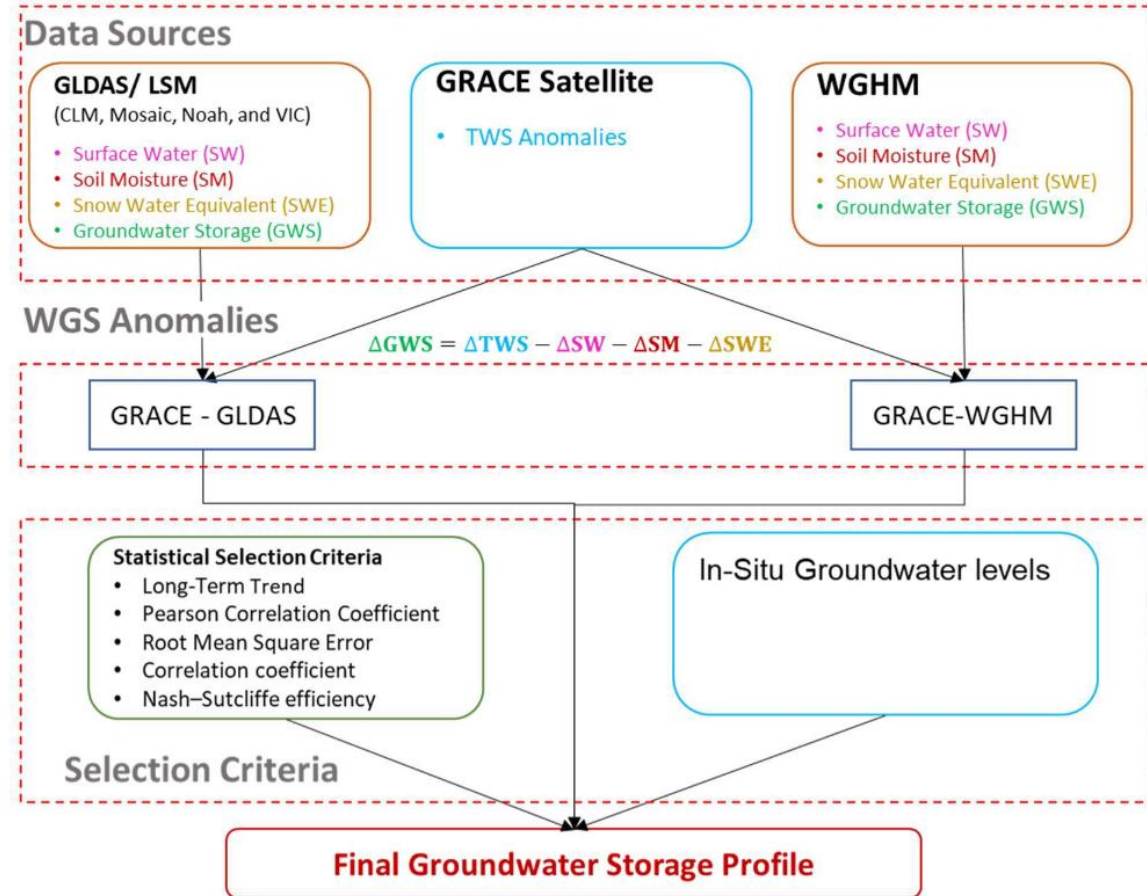 Data Sources
GLDAS/ LSM
(CLM, Mosaic, Noah, and VIC)
• Surface Water (SW)
• Soil Moisture (SM)
• Snow Water Equivalent (SWE)
• Groundwater Storage (GWS)
GRACE Satellite
• TWS Anomalies
WGHM
• Surface Water (SW)
• Soil Moisture (SM)
• Snow Water Equivalent (SWE)
• Groundwater Storage (GWS)
WGS Anomalies
ΔGWS = ΔTWS − ΔSW − ΔSM − ΔSWE
GRACE - GLDAS
GRACE-WGHM
Statistical Selection Criteria
• Long-Term Trend
• Pearson Correlation Coefficient
• Root Mean Square Error
• Correlation coefficient
• Nash–Sutcliffe efficiency
In-Situ Groundwater levels
Selection Criteria
Final Groundwater Storage Profile